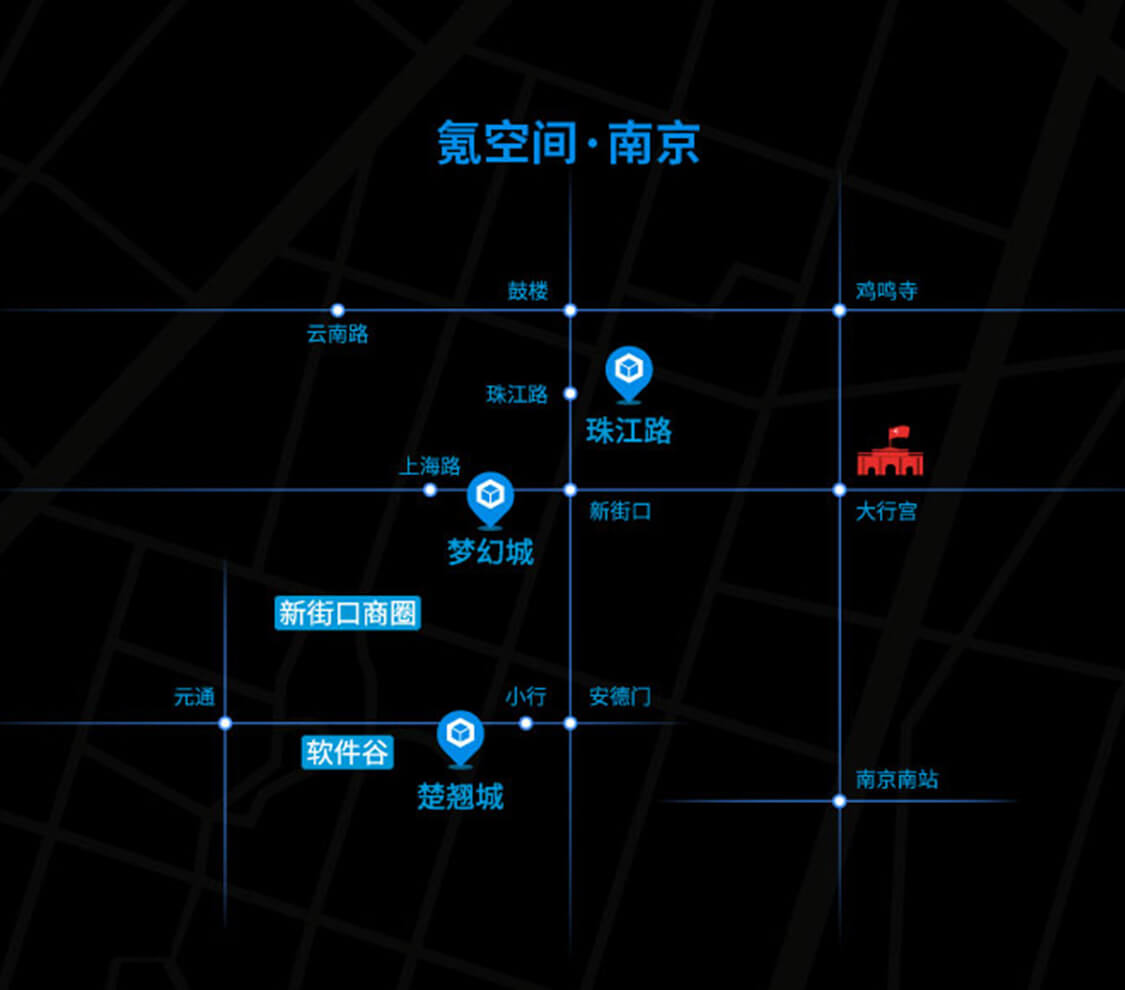 氪空间·南京
鼓楼
鸡鸣寺
云南路
珠江路
珠江路
上海路
新街口
大行宫
梦幻城
新街口商圈
元通
小行
安德门
软件谷
南京南站
楚翘城